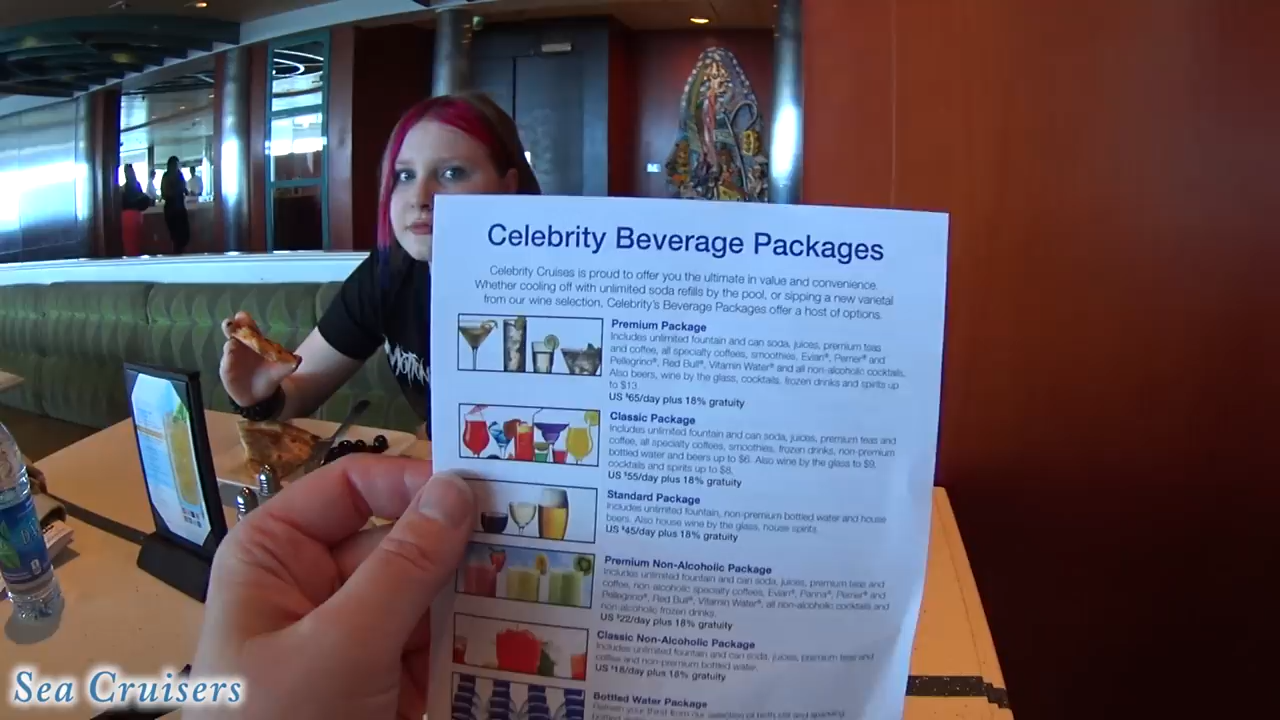 Celebrity Beverage Packages
Celebrity Cruises is proud to offer you the ultimate in value and convenience.
Whether cooling off with unlimited soda refills by the pool, or sipping a new varietal
from our wine selection, Celebrity's Beverage Packages offer a host of options.
Premium Package
Includes unlimited fountain and can soda, juices, premium teas
and coffee, all specialty coffees, smoothies, Evian®, Perrier® and
Pellegrino®, Red Bull®, Vitamin Water® and all non-alcoholic cocktails.
Also beers, wine by the glass, cocktails, frozen drinks and spirits up
to $13.
US $65/day plus 18% gratuity
Classic Package
Includes unlimited fountain and can soda, juices, premium teas and
coffee, all specialty coffees, smoothies, frozen drinks, non-premium
bottled water and beers up to $6. Also wine by the glass to $9,
cocktails and spirits up to $8.
US $55/day plus 18% gratuity
Standard Package
Includes unlimited fountain, non-premium bottled water and house
beers. Also house wine by the glass, house spirits.
US $45/day plus 18% gratuity
Premium Non-Alcoholic Package
Includes unlimited fountain and can soda, juices, premium teas and
coffee, non alcoholic specialty coffees, Evian®, Panna®, Perrier® and
Pellegrino®, Red Bull®, Vitamin Water®, all non-alcoholic cocktails and
non alcoholic frozen drinks.
US $22/day plus 18% gratuity
Classic Non-Alcoholic Package
Includes unlimited fountain and can soda, juices, premium teas and
coffee and non-premium bottled water.
US $18/day plus 18% gratuity
Bottled Water Package
your thirst from our selection of both still and sparkling
Sea Cruisers